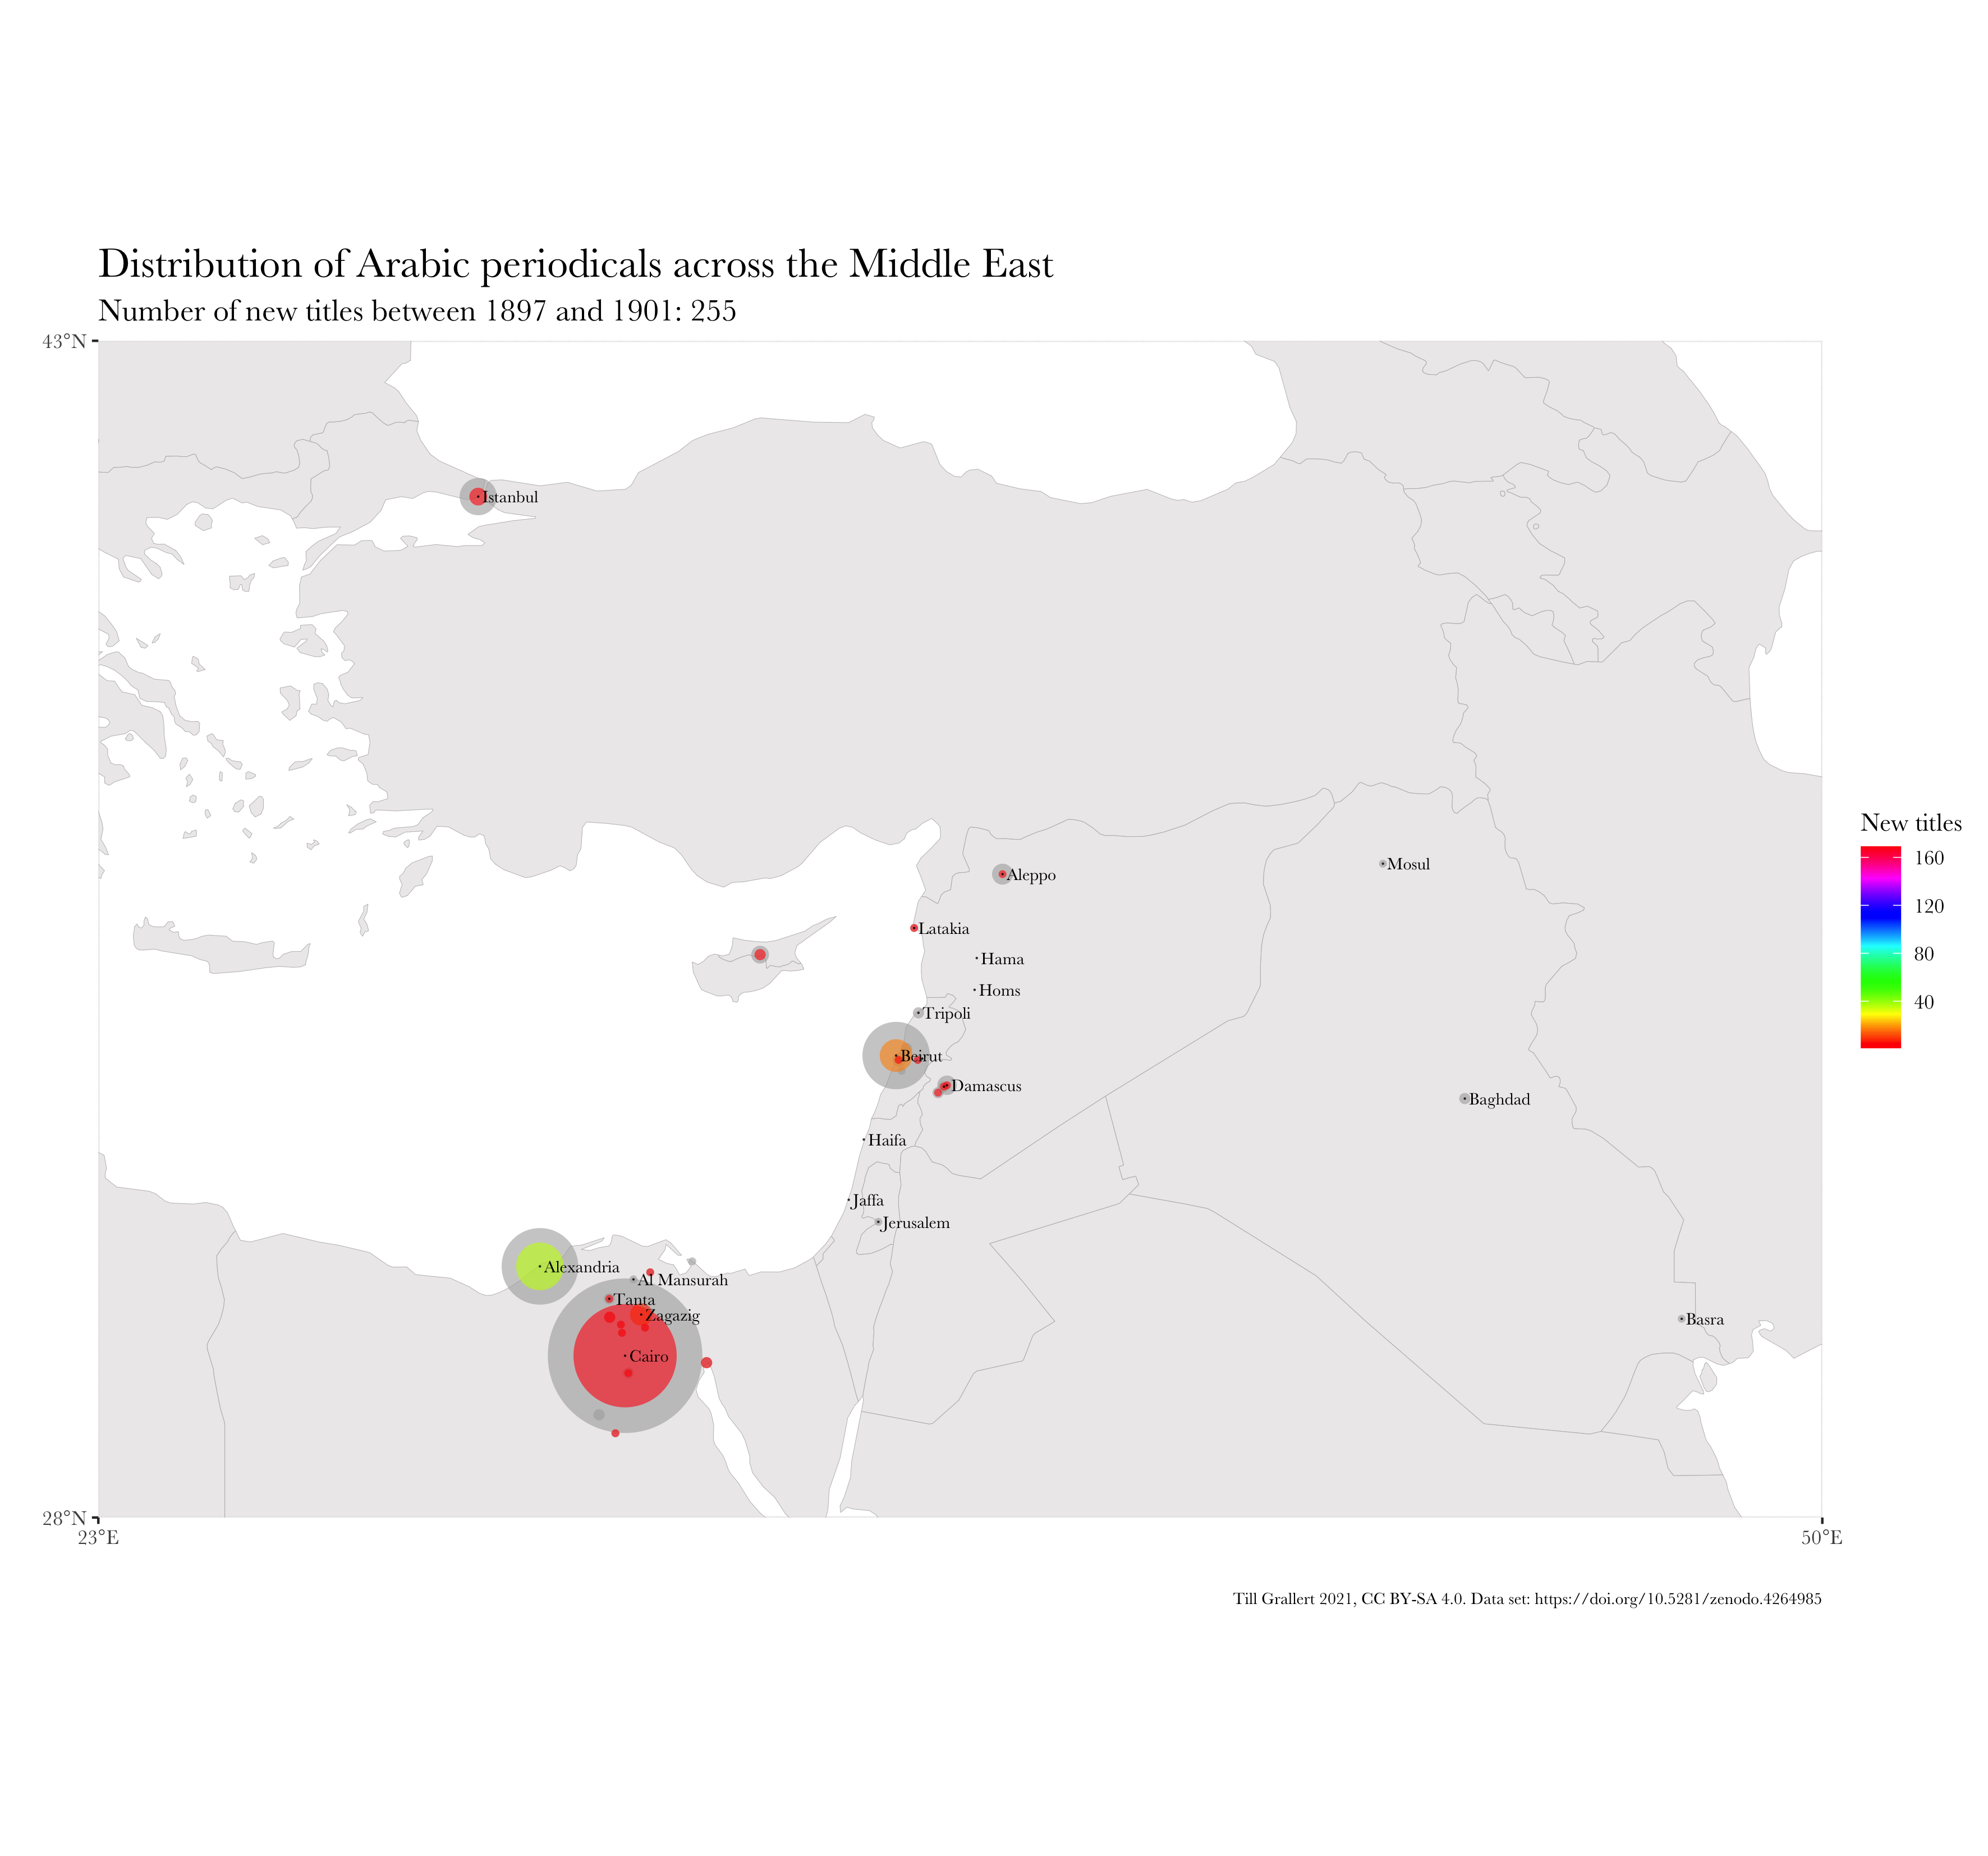 Distribution of Arabic periodicals across the Middle East
Number of new titles between 1897 and 1901: 255
43°N
Istanbul
New titles
160
120
80
40
Mosul
Aleppo
Latakia
Hama
Homs
Tripoli
Beirut
Damascus
Baghdad
Haifa
Jaffa
Jerusalem
Alexandria
Al Mansurah
Tanta
Zagazig
Basra
Cairo
28°N
23°E
50°E
Till Grallert 2021, CC BY-SA 4.0. Data set: https://doi.org/10.5281/zenodo.4264985